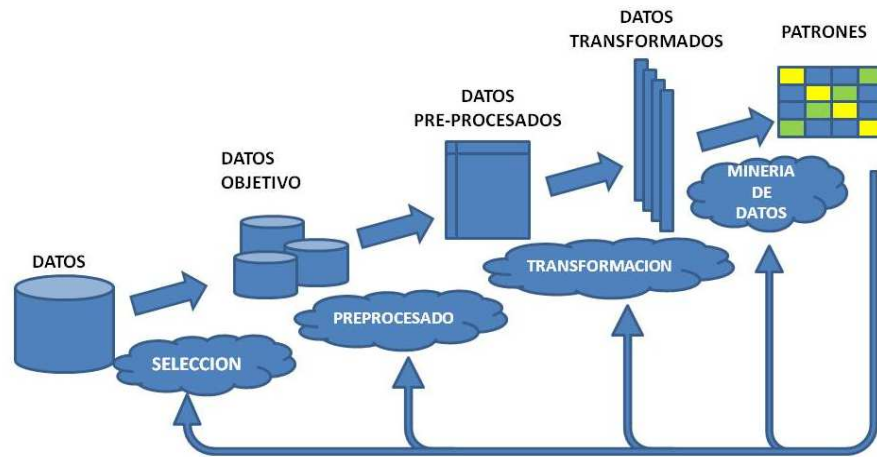 DATOS
SELECCION
DATOS
OBJETIVO
PREPROCESADO
DATOS
PRE-PROCESADOS
TRANSFORMACION
DATOS
TRANSFORMADOS
MINERIA
DE
DATOS
PATRONES